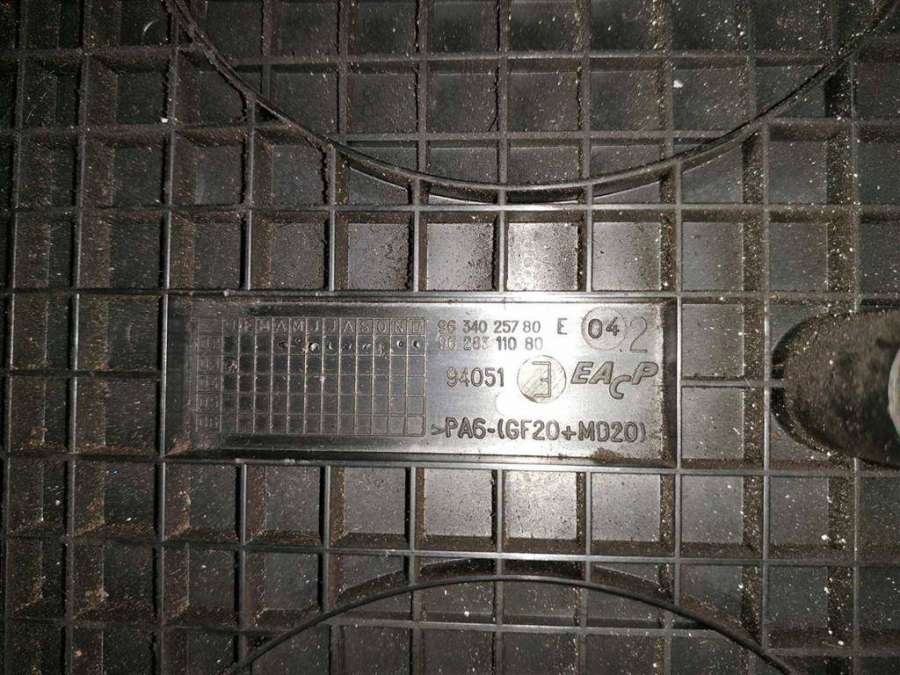 J F M A M J J A S O N D
96 340 257 80 E 04 2
96 283 110 80
94051 EACP
>PA6-(GF20+MD20)<